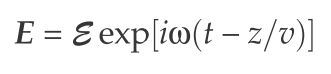 E = ℰ exp[iω(t − z/v)]